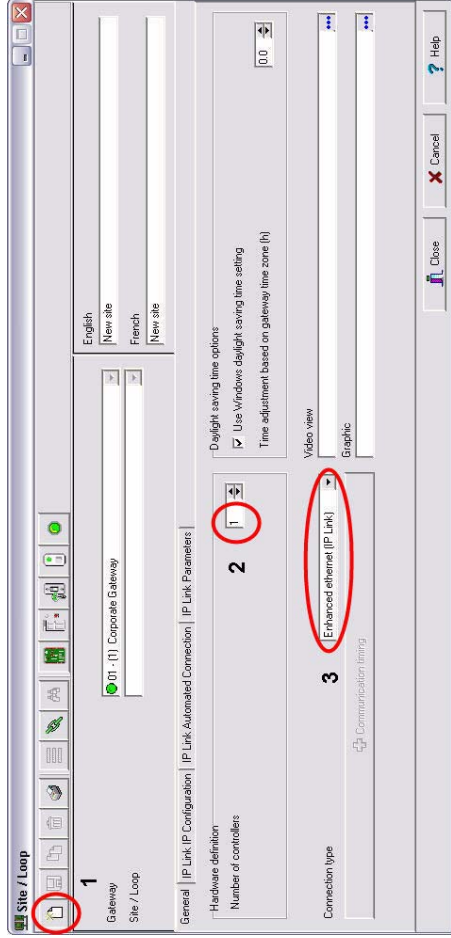 Site / Loop
1
Gateway
01 - (1) Corporate Gateway
Site / Loop
English
New site
French
New site
General
IP Link IP Configuration
IP Link Automated Connection
IP Link Parameters
Hardware definition
Number of controllers
1
2
Daylight saving time options
Use Windows daylight saving time setting
Time adjustment based on gateway time zone (h)
0.0
3
Connection type
Enhanced ethernet (IP Link)
Communication timing
Video view
Graphic
Close
Cancel
Help